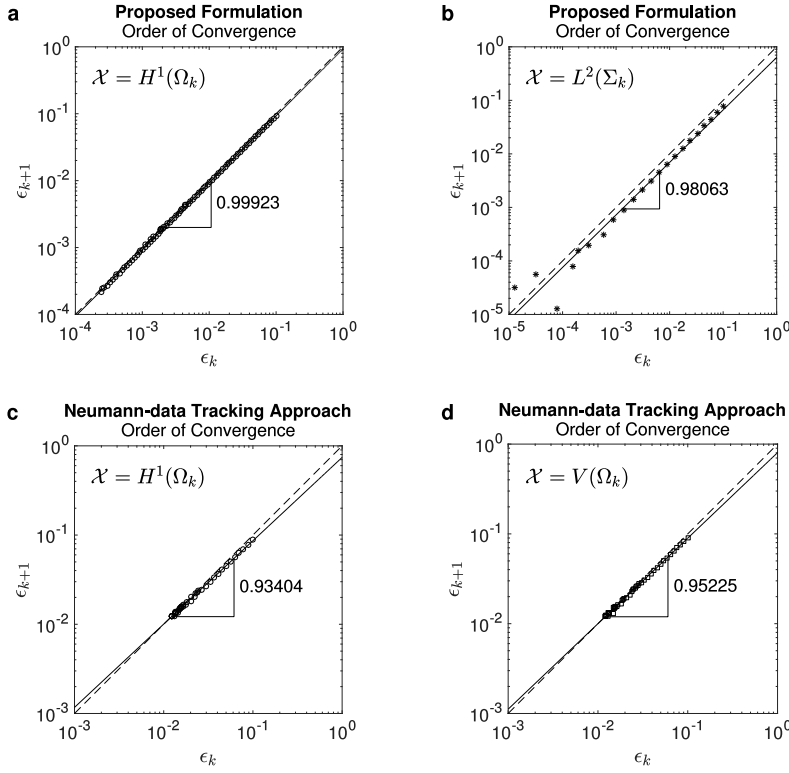 a
Proposed Formulation
Order of Convergence
𝒳 = H¹(Ωₖ)
0.99923
10⁰
10⁻¹
10⁻²
10⁻³
10⁻⁴
ϵₖ₊₁
10⁻⁴ 10⁻³ 10⁻² 10⁻¹ 10⁰
ϵₖ
b
Proposed Formulation
Order of Convergence
𝒳 = L²(Σₖ)
0.98063
10⁰
10⁻¹
10⁻²
10⁻³
10⁻⁴
10⁻⁵
ϵₖ₊₁
10⁻⁵ 10⁻⁴ 10⁻³ 10⁻² 10⁻¹ 10⁰
ϵₖ
c
Neumann-data Tracking Approach
Order of Convergence
𝒳 = H¹(Ωₖ)
0.93404
10⁰
10⁻¹
10⁻²
10⁻³
ϵₖ₊₁
10⁻³ 10⁻² 10⁻¹ 10⁰
ϵₖ
d
Neumann-data Tracking Approach
Order of Convergence
𝒳 = V(Ωₖ)
0.95225
10⁰
10⁻¹
10⁻²
10⁻³
ϵₖ₊₁
10⁻³ 10⁻² 10⁻¹ 10⁰
ϵₖ